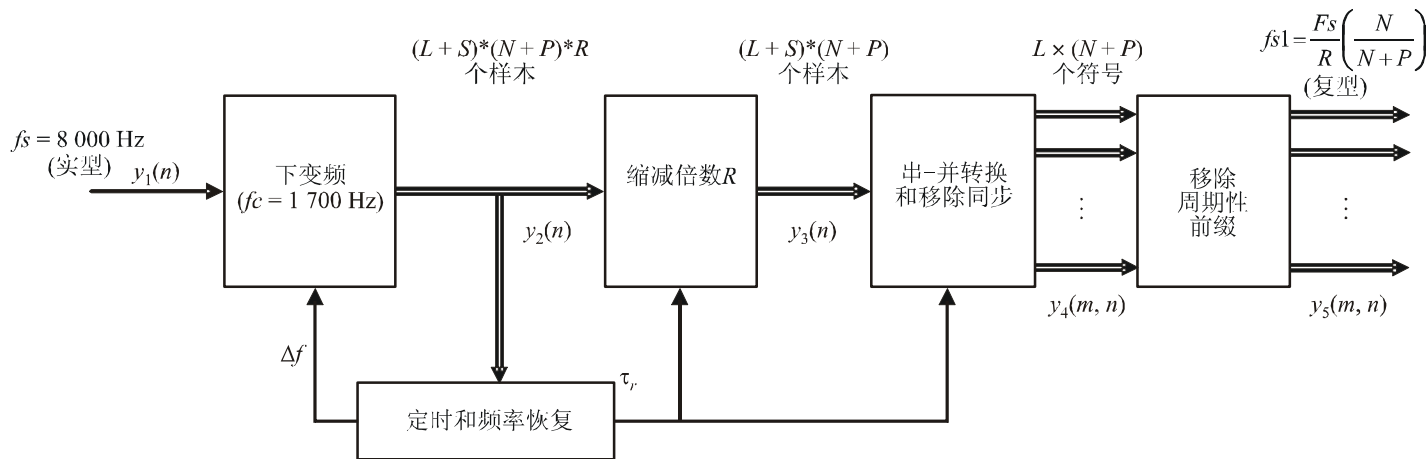 (L + S)*(N + P)*R
个样木
(L + S)*(N + P)
个样木
L × (N + P)
个符号
fs1 = Fs/R (N/(N + P))
(复型)
fs = 8 000 Hz
(实型)
y₁(n)
下变频
(fc = 1 700 Hz)
y₂(n)
缩减倍数R
y₃(n)
串-并转换
和移除同步
⋮
y₄(m, n)
移除
周期性
前缀
⋮
y₅(m, n)
Δf
定时和频率恢复
τᵣ